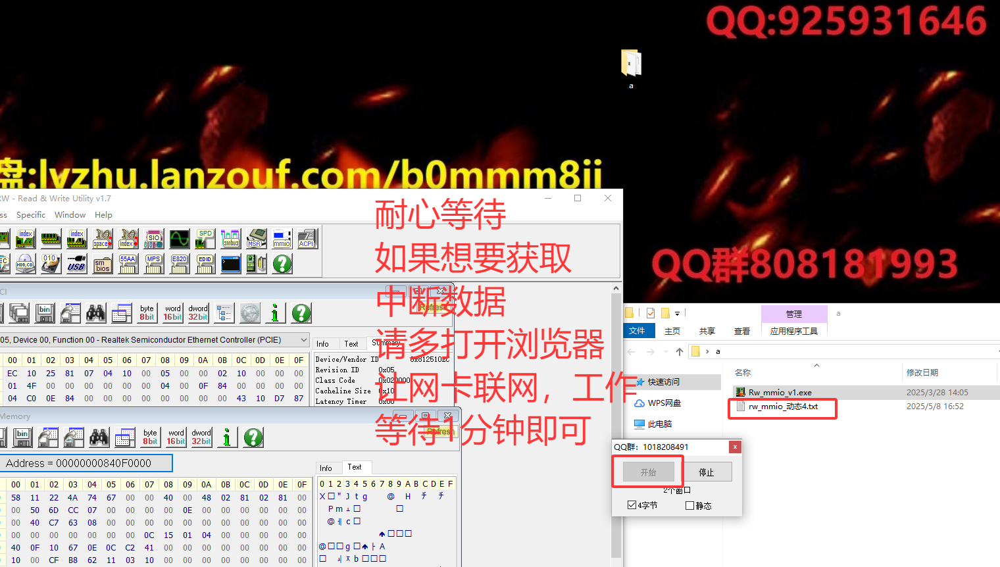 QQ:925931646
a
盘:lyzhu.lanzouf.com/b0mmm8ii
QQ群808181993
RW - Read & Write Utility v1.7
ss Specific Window Help
index index space index SIO SPD smbus MSR mmio ACPI
EC HDD,CD 010 USB sm bios 55AA MPS E820 EDID
耐心等待
如果想要获取
中断数据
请多打开浏览器
让网卡联网，工作
等待1分钟即可
CI
Refresh
bin byte 8bit word 16bit dword 32bit
05, Device 00, Function 00 - Realtek Semiconductor Ethernet Controller (PCIE)
Info Text Summary
00 01 02 03 04 05 06 07 08 09 0A 0B 0C 0D 0E 0F
EC 10 25 81 07 04 10 00 05 00 00 02 10 00 00 00
01 4F 00 00 00 00 00 00 04 00 0F 84 00 00 00 00
04 C0 0E 84 00 00 00 00 00 00 00 00 43 10 D7 87
Device/Vendor ID 0x812510EC
Revision ID 0x05
Class Code 0x020000
Cacheline Size 0x10
Latency Timer 0x00
Memory
Refresh
bin byte 8bit word 16bit dword 32bit
Address = 00000000840F0000
Info Text
00 01 02 03 04 05 06 07 08 09 0A 0B 0C 0D 0E 0F
58 11 22 4A 74 67 00 00 40 00 48 02 81 02 81 00
00 50 6D CC 07 00 00 00 00 0E 00 00 00 00 00 00
00 40 C7 63 08 00 00 00 00 00 00 00 00 00 00 00
00 00 00 00 00 00 00 0C 15 01 04 00 00 00 00 00
40 0F 10 67 0E 0C C2 41 00 00 00 00 00 00 00 00
10 00 CF B8 62 11 03 10 00 00 00 00 00 00 00 00
0 1 2 3 4 5 6 7 8 9 A B C D E F
管理 a
文件 主页 共享 查看 应用程序工具
a
名称 修改日期
快速访问
WPS网盘
此电脑
Rw_mmio_v1.exe 2025/3/28 14:05
rw_mmio_动态4.txt 2025/5/8 16:52
QQ群：1018208491
开始 停止
2个窗口
4字节 静态